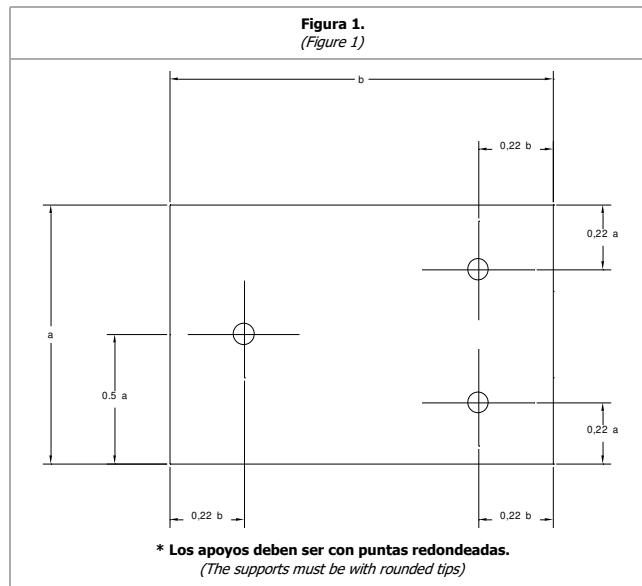 Figura 1.
(Figure 1)
b
0,22 b
0,22 a
a
0.5 a
0,22 a
0,22 b
0,22 b
* Los apoyos deben ser con puntas redondeadas.
(The supports must be with rounded tips)